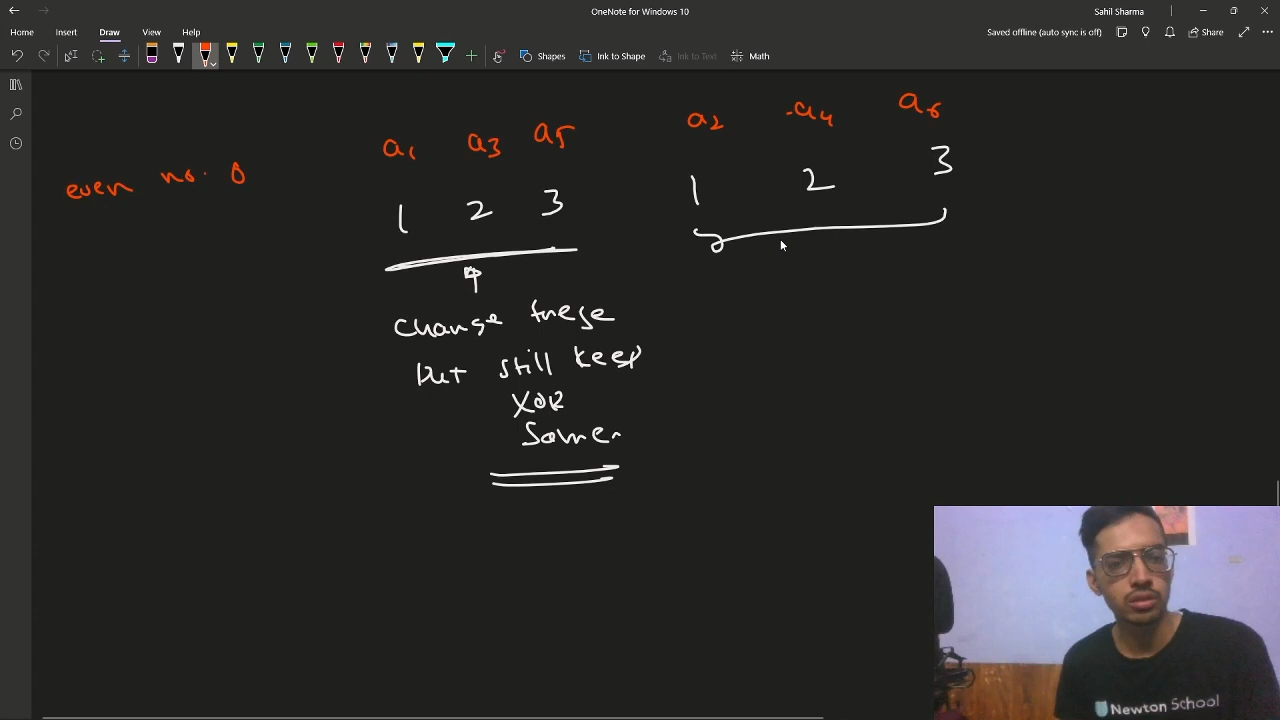 OneNote for Windows 10
Sahil Sharma
Home Insert Draw View Help
Saved offline (auto sync is off)
Share
Shapes
Ink to Shape
Ink to Text
Math
a1 a3 a5 a2 a4 a6
even no. 0
1 2 3 1 2 3
change these
but still keep
XOR
Same
Newton School